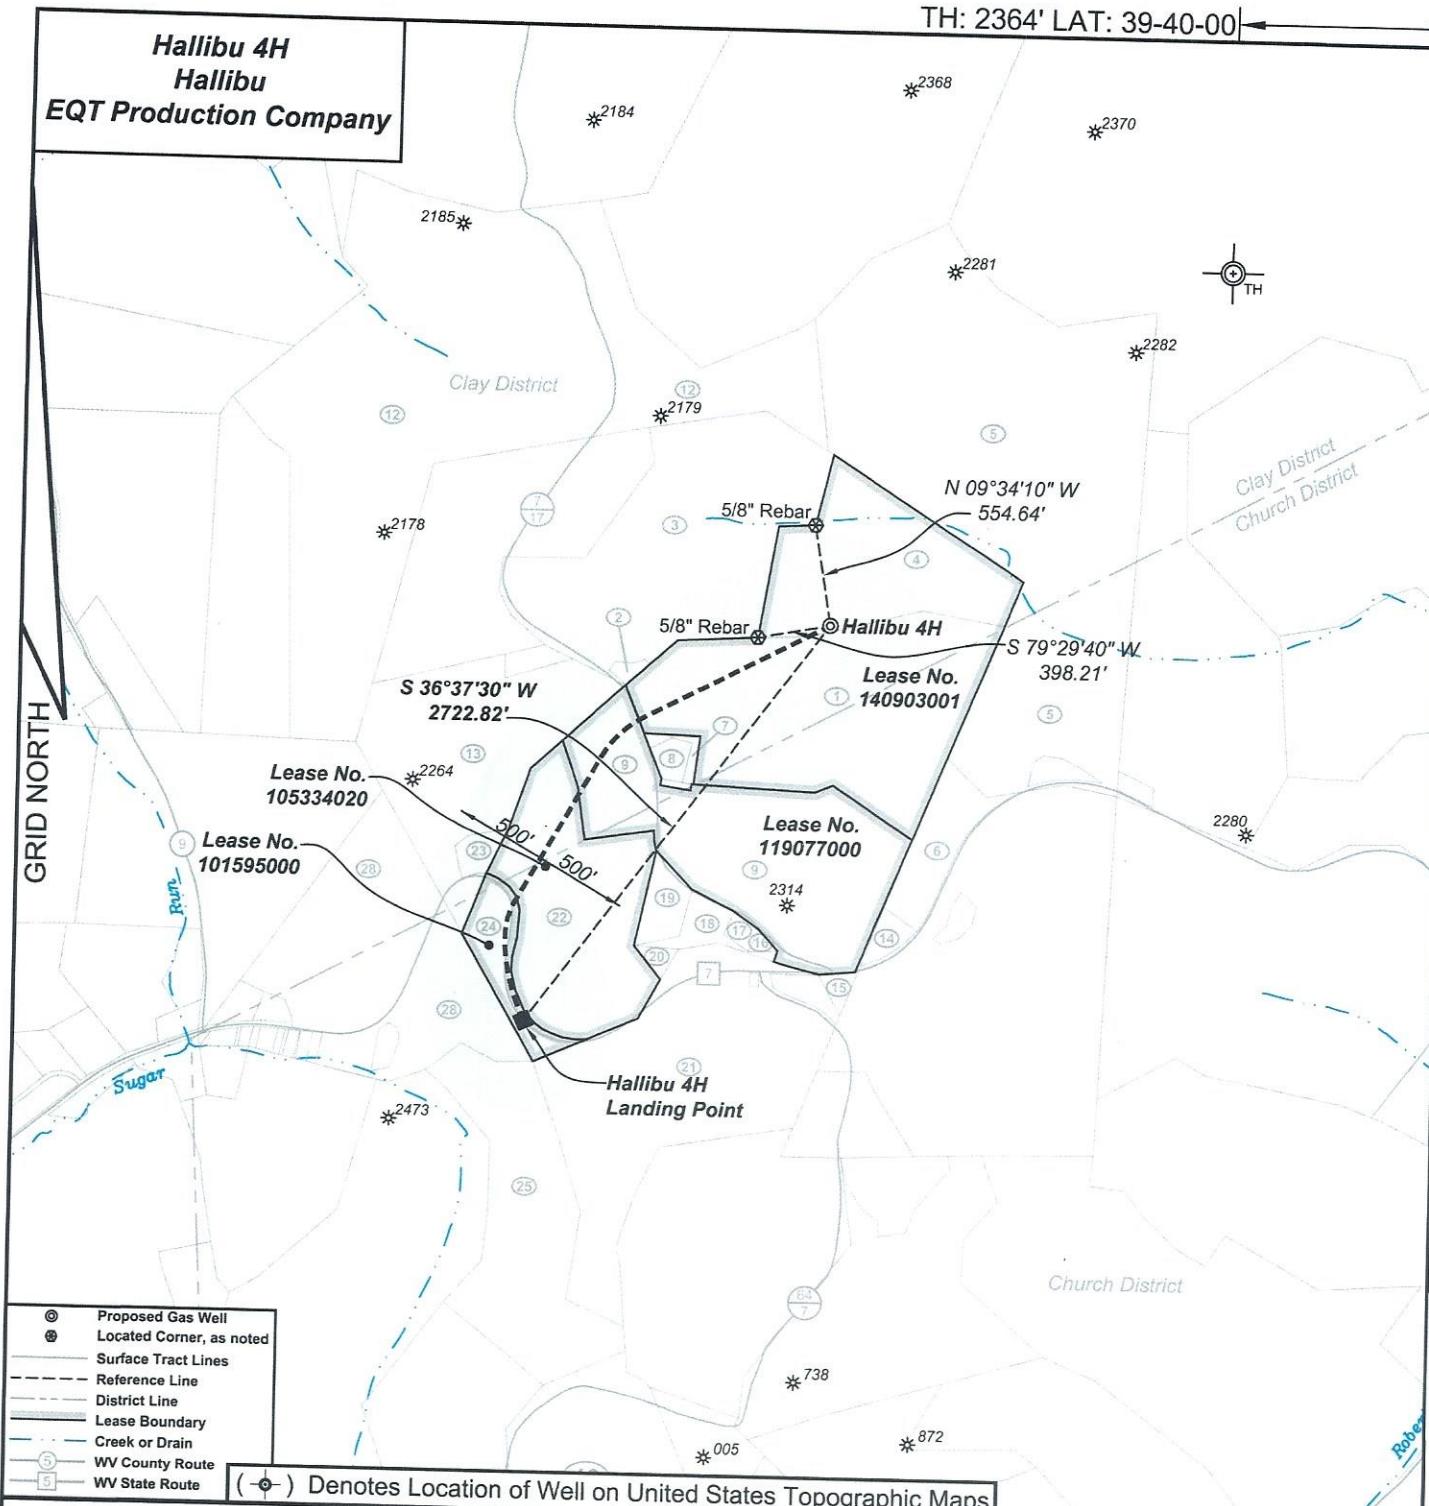 TH: 2364' LAT: 39-40-00
Hallibu 4H
Hallibu
EQT Production Company
2184
2368
2370
2185
2281
TH
2282
Clay District
12
12
2179
5
Clay District
Church District
7
17
2178
3
5/8" Rebar
N 09°34'10" W
554.64'
4
2
5/8" Rebar
Hallibu 4H
S 79°29'40" W
398.21'
S 36°37'30" W
2722.82'
Lease No.
140903001
1
5
7
13
8
9
2264
GRID NORTH
Lease No.
105334020
500'
500'
Lease No.
101595000
Lease No.
119077000
2280
9
23
28
6
9
2314
Run
19
22
24
18
17
16
14
20
7
15
28
21
Sugar
Hallibu 4H
Landing Point
2473
25
Church District
64
7
738
872
005
Proposed Gas Well
Located Corner, as noted
Surface Tract Lines
Reference Line
District Line
Lease Boundary
Creek or Drain
5
WV County Route
5
WV State Route
( ) Denotes Location of Well on United States Topographic Maps